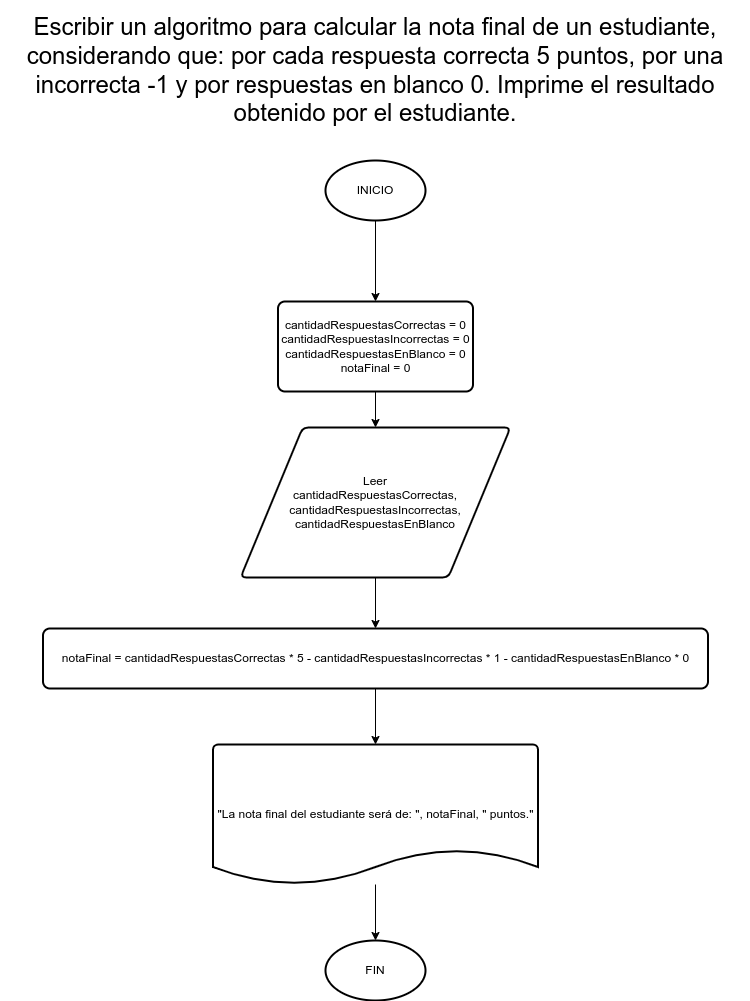 Escribir un algoritmo para calcular la nota final de un estudiante,
considerando que: por cada respuesta correcta 5 puntos, por una
incorrecta -1 y por respuestas en blanco 0. Imprime el resultado
obtenido por el estudiante.
INICIO
cantidadRespuestasCorrectas = 0
cantidadRespuestasIncorrectas = 0
cantidadRespuestasEnBlanco = 0
notaFinal = 0
Leer
cantidadRespuestasCorrectas,
cantidadRespuestasIncorrectas,
cantidadRespuestasEnBlanco
notaFinal = cantidadRespuestasCorrectas * 5 - cantidadRespuestasIncorrectas * 1 - cantidadRespuestasEnBlanco * 0
"La nota final del estudiante será de: ", notaFinal, " puntos."
FIN